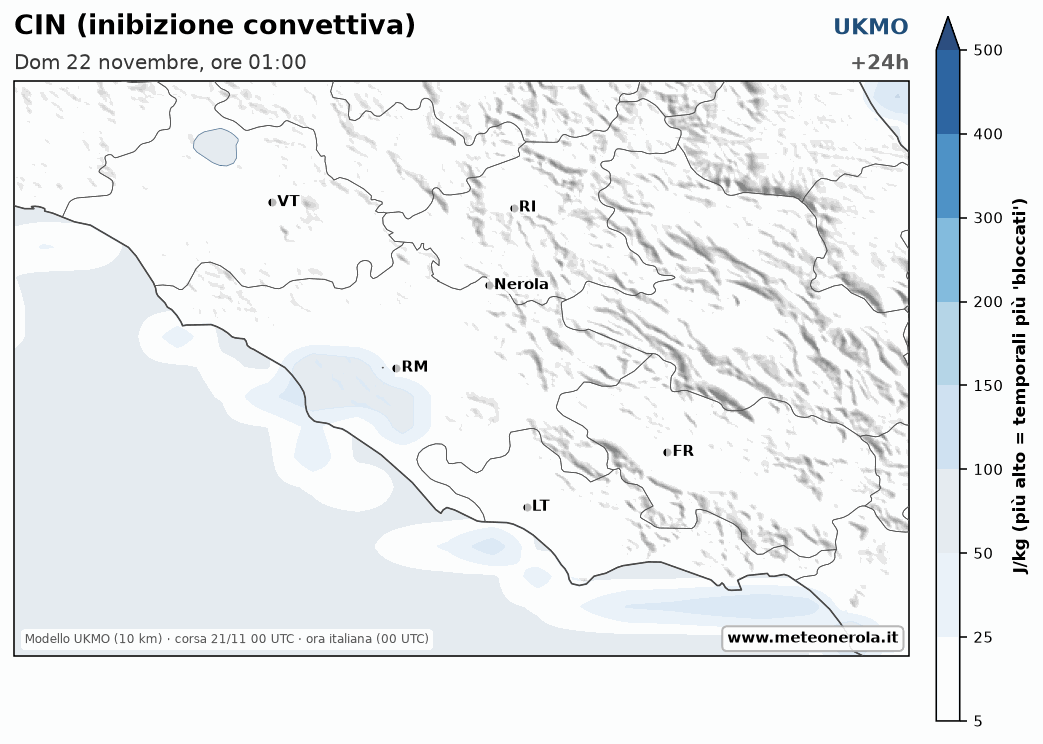 CIN (inibizione convettiva)
UKMO
Dom 22 novembre, ore 01:00
+24h
VT
RI
Nerola
RM
FR
LT
Modello UKMO (10 km) · corsa 21/11 00 UTC · ora italiana (00 UTC)
www.meteonerola.it
500
400
300
200
150
100
50
25
5
J/kg (più alto = temporali più 'bloccati')